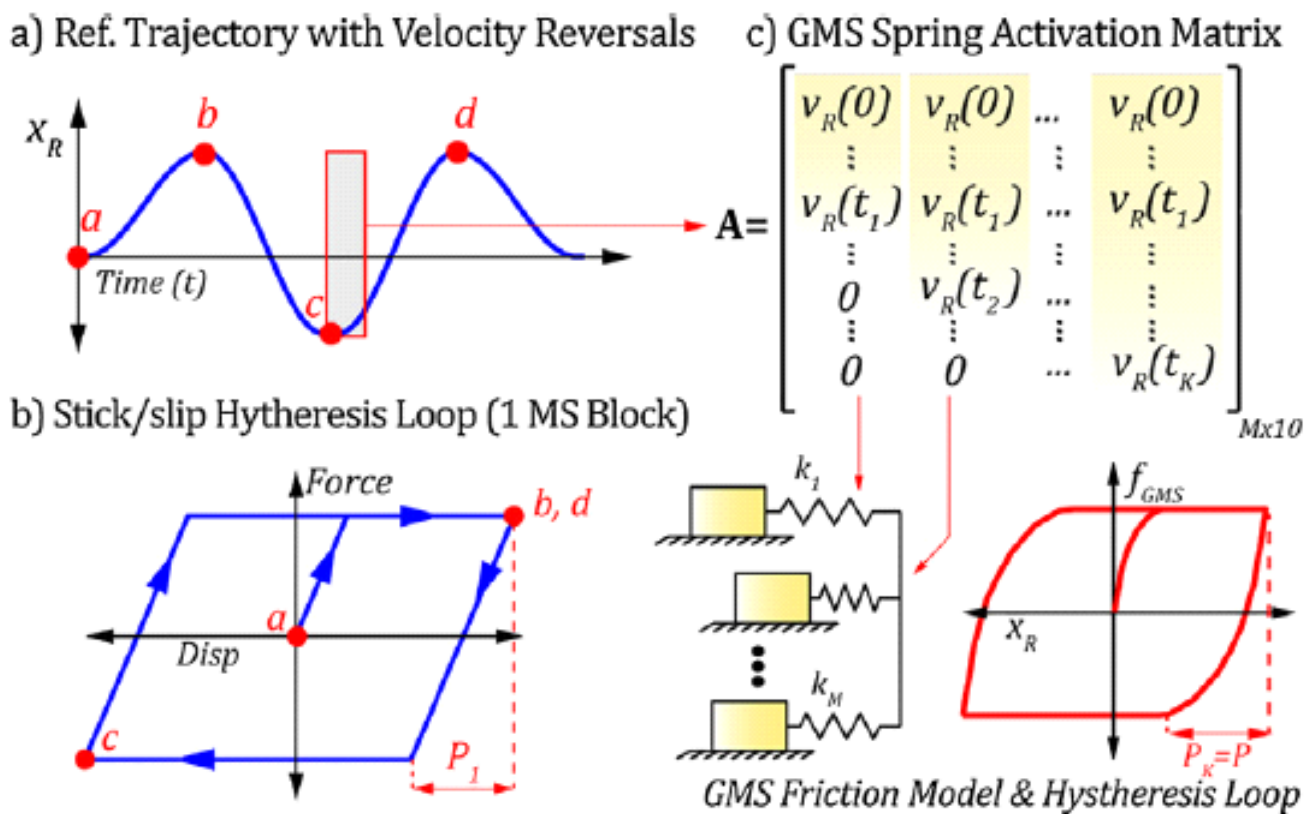 a) Ref. Trajectory with Velocity Reversals
x_R
a
b
c
d
Time (t)
b) Stick/slip Hytheresis Loop (1 MS Block)
Force
b, d
a
Disp
c
P_1
c) GMS Spring Activation Matrix
A=
v_R(0) v_R(0) ... v_R(0)
⋮ ⋮ ⋮
v_R(t_1) v_R(t_1) ... v_R(t_1)
⋮ ⋮ ⋮
0 v_R(t_2) ... ⋮
⋮ ⋮ ⋮ ⋮
0 0 ... v_R(t_K)
Mx10
k_1
k_M
f_GMS
x_R
P_K=P
GMS Friction Model & Hystheresis Loop